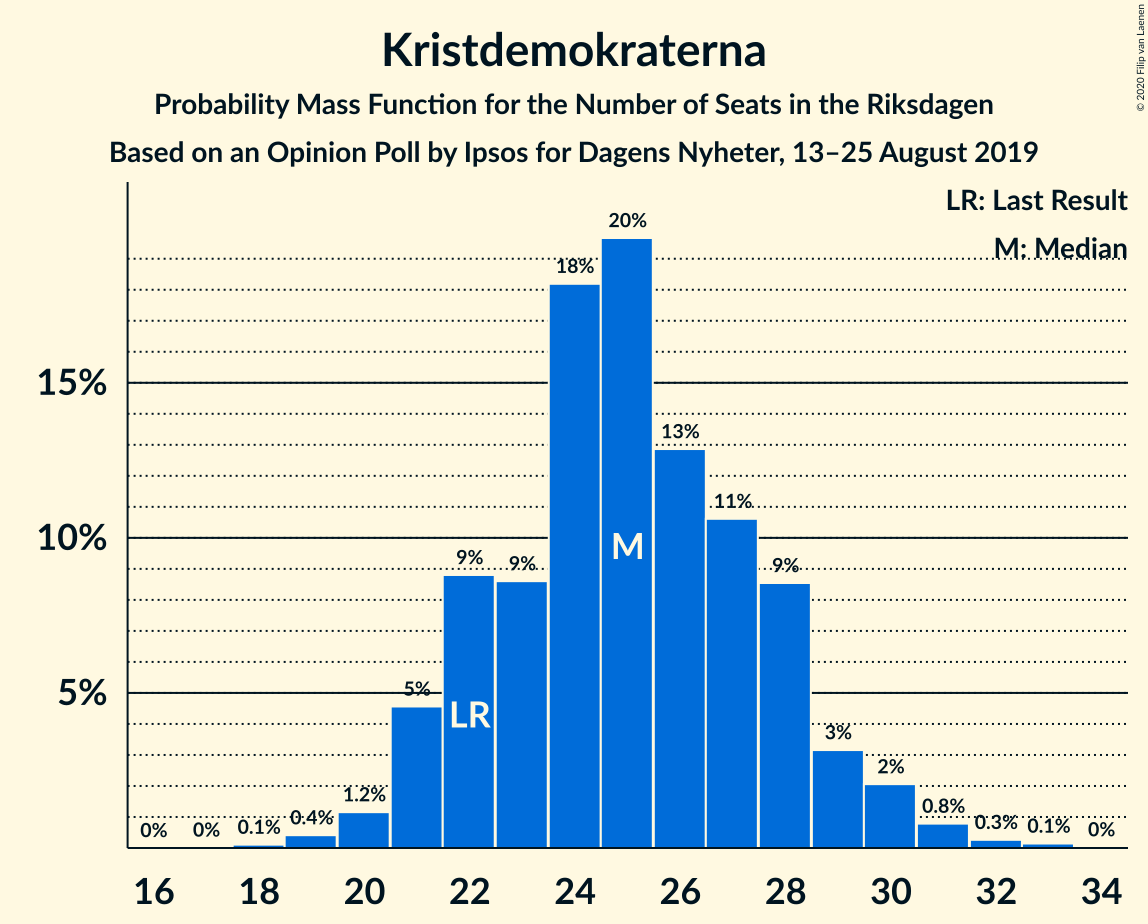 Kristdemokraterna
Probability Mass Function for the Number of Seats in the Riksdagen
Based on an Opinion Poll by Ipsos for Dagens Nyheter, 13–25 August 2019
© 2020 Filip van Laenen
LR: Last Result
M: Median
15%
10%
5%
0%
0%
0.1%
0.4%
1.2%
5%
9%
9%
18%
20%
13%
11%
9%
3%
2%
0.8%
0.3%
0.1%
0%
LR
M
16 18 20 22 24 26 28 30 32 34